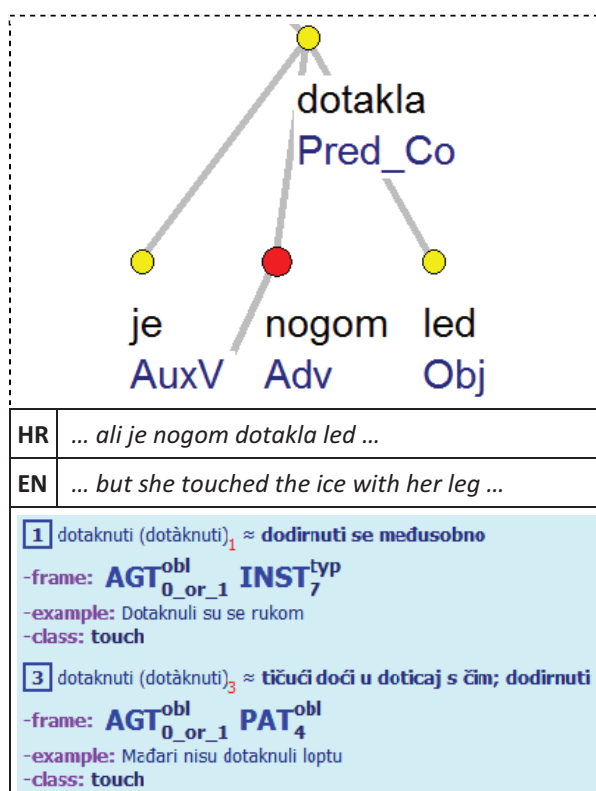 dotakla
Pred_Co
je nogom led
AuxV Adv Obj
HR … ali je nogom dotakla led …
EN … but she touched the ice with her leg …
1 dotaknuti (dotàknuti)1 ≈ dodirnuti se međusobno
-frame: AGT obl 0_or_1 INST typ 7
-example: Dotaknuli su se rukom
-class: touch
3 dotaknuti (dotàknuti)3 ≈ tičući doći u doticaj s čim; dodirnuti
-frame: AGT obl 0_or_1 PAT obl 4
-example: Mađari nisu dotaknuli loptu
-class: touch